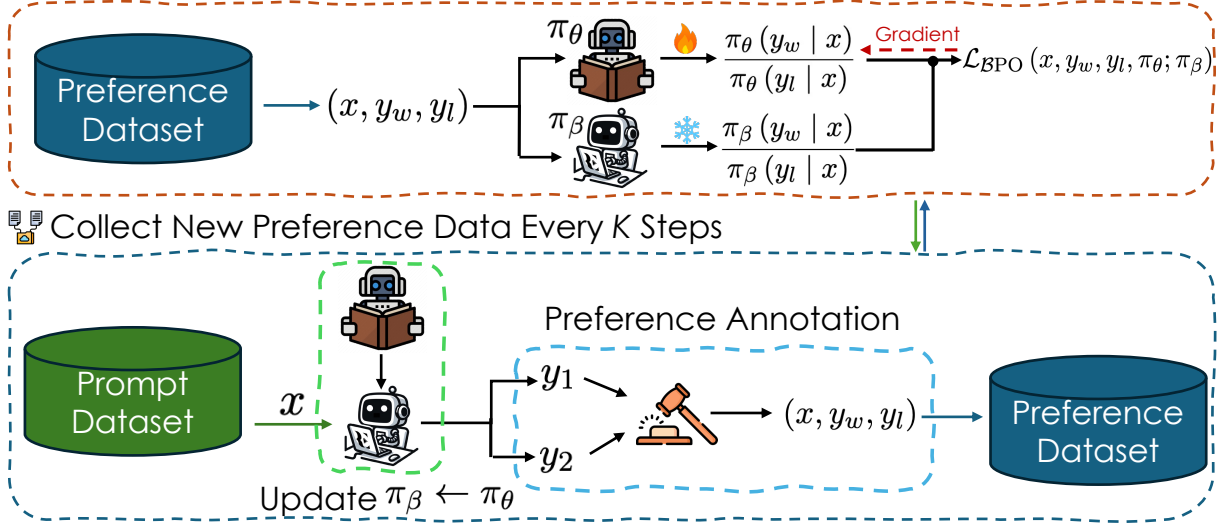 Preference
Dataset
(x, y_w, y_l)
π_θ
π_θ (y_w | x)
π_θ (y_l | x)
Gradient
ℒ_BPO (x, y_w, y_l, π_θ; π_β)
π_β
π_β (y_w | x)
π_β (y_l | x)
Collect New Preference Data Every K Steps
Prompt
Dataset
x
Update π_β ← π_θ
Preference Annotation
y_1
y_2
(x, y_w, y_l)
Preference
Dataset